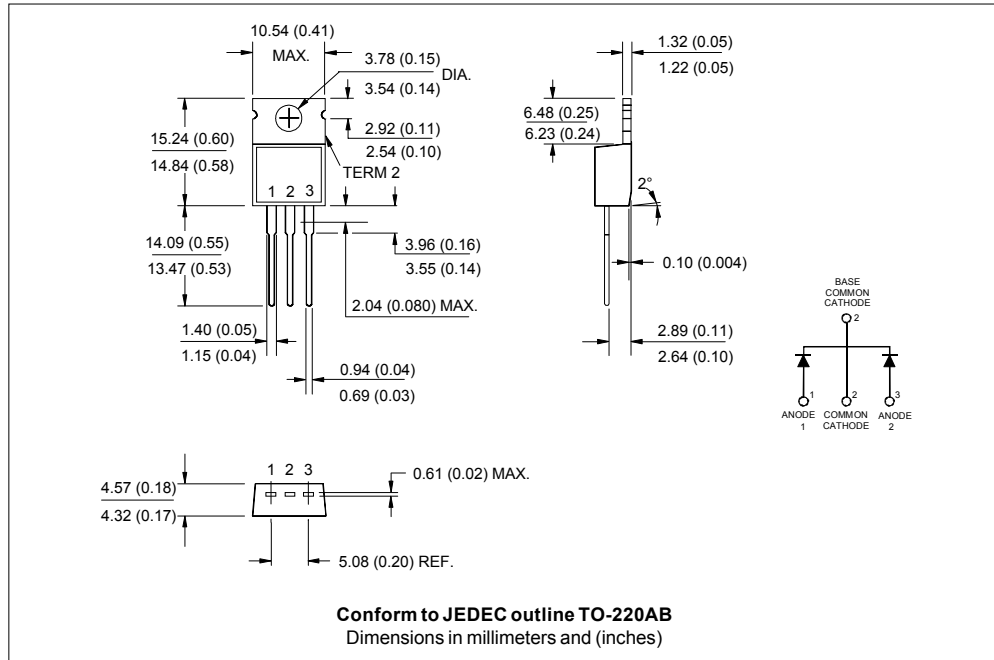 10.54 (0.41)
MAX.
3.78 (0.15)
3.54 (0.14)
DIA.
2.92 (0.11)
2.54 (0.10)
TERM 2
15.24 (0.60)
14.84 (0.58)
1 2 3
14.09 (0.55)
13.47 (0.53)
3.96 (0.16)
3.55 (0.14)
2.04 (0.080) MAX.
1.40 (0.05)
1.15 (0.04)
0.94 (0.04)
0.69 (0.03)
1.32 (0.05)
1.22 (0.05)
6.48 (0.25)
6.23 (0.24)
2°
0.10 (0.004)
2.89 (0.11)
2.64 (0.10)
BASE
COMMON
CATHODE
2
1 2 3
ANODE COMMON ANODE
1 CATHODE 2
1 2 3
0.61 (0.02) MAX.
4.57 (0.18)
4.32 (0.17)
5.08 (0.20) REF.
Conform to JEDEC outline TO-220AB
Dimensions in millimeters and (inches)